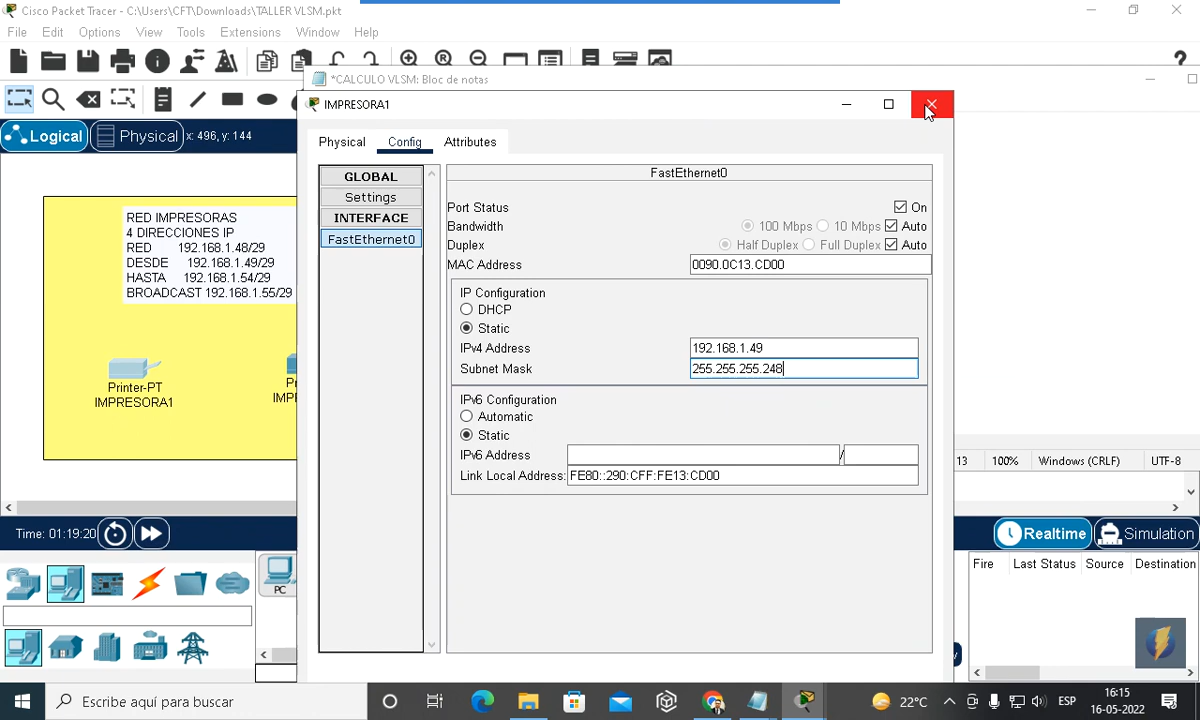 Cisco Packet Tracer - C:\Users\CFT\Downloads\TALLER VLSM.pkt
File Edit Options View Tools Extensions Window Help
*CALCULO VLSM: Bloc de notas
IMPRESORA1
Logical Physical x: 496, y: 144
Physical Config Attributes
GLOBAL
Settings
INTERFACE
FastEthernet0
FastEthernet0
Port Status On
Bandwidth 100 Mbps 10 Mbps Auto
Duplex Half Duplex Full Duplex Auto
MAC Address 0090.0C13.CD00
IP Configuration
DHCP
Static
IPv4 Address 192.168.1.49
Subnet Mask 255.255.255.248
IPv6 Configuration
Automatic
Static
IPv6 Address /
Link Local Address: FE80::290:CFF:FE13:CD00
RED IMPRESORAS
4 DIRECCIONES IP
RED 192.168.1.48/29
DESDE 192.168.1.49/29
HASTA 192.168.1.54/29
BROADCAST 192.168.1.55/29
Printer-PT
IMPRESORA1
Pr
IMP
13 100% Windows (CRLF) UTF-8
Time: 01:19:20
Realtime Simulation
PC
Fire Last Status Source Destination
Escribe aquí para buscar
22°C
ESP
16:15
16-05-2022